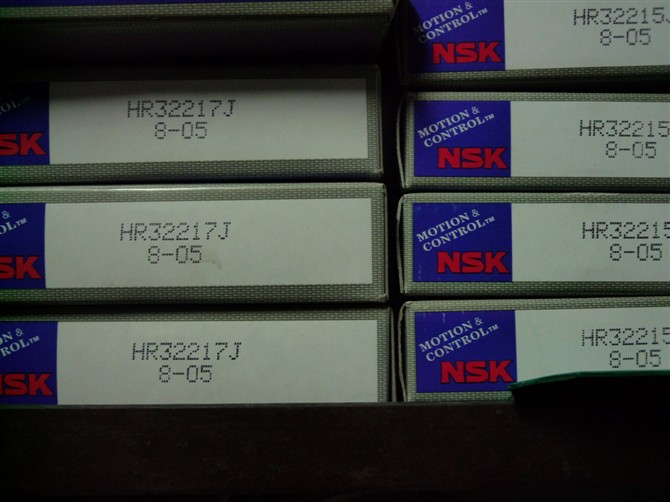 HR32217J
8-05
NSK
HR32217J
8-05
NSK
HR32217J
8-05
NSK
MOTION &
CONTROL™
NSK
HR32215J
8-05
MOTION &
CONTROL™
NSK
HR32215
8-05
MOTION &
CONTROL™
NSK
HR32215
8-05
MOTION &
CONTROL™
NSK
HR32215
8-05